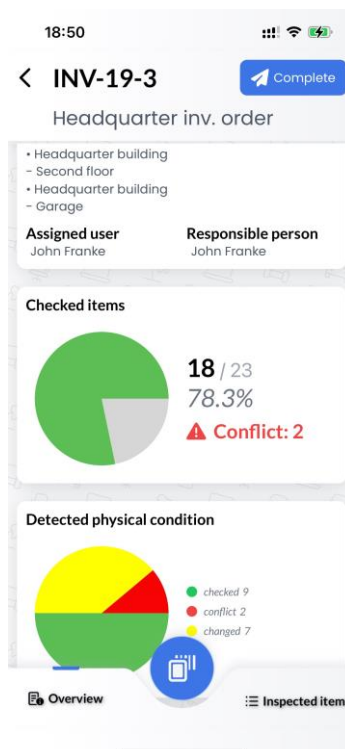 18:50
INV-19-3
Complete
Headquarter inv. order
• Headquarter building
- Second floor
• Headquarter building
- Garage
Assigned user
Responsible person
John Franke
John Franke
Checked items
18 / 23
78.3%
Conflict: 2
Detected physical condition
checked 9
conflict 2
changed 7
Overview
Inspected item